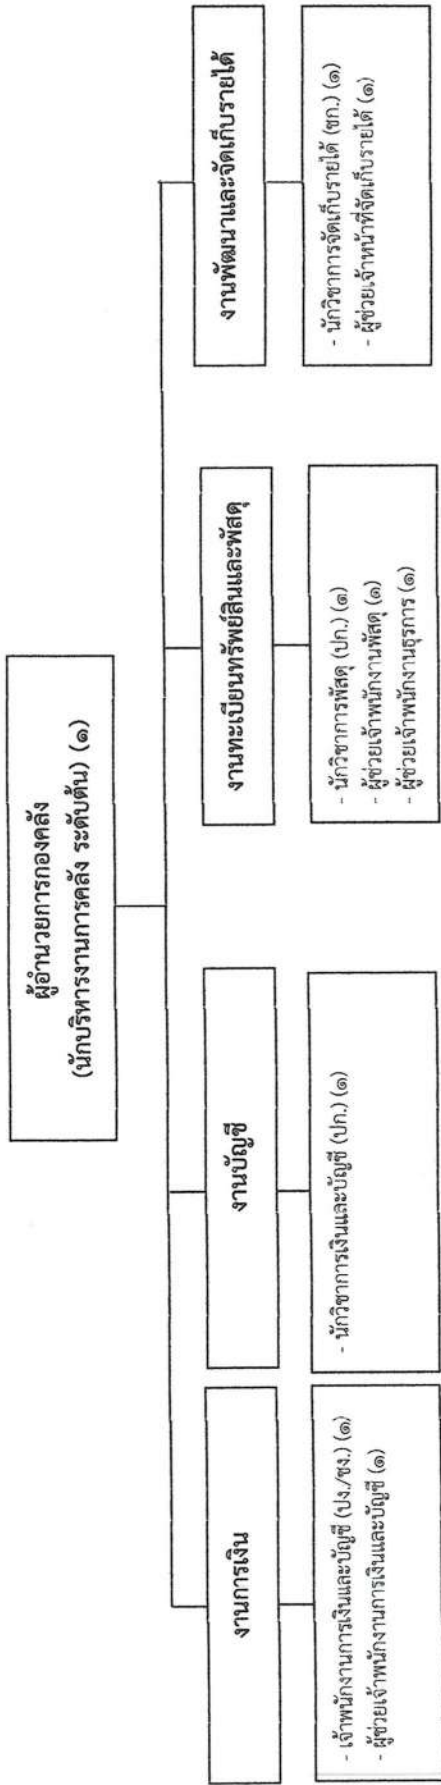 ผู้อำนวยการกองคลัง
(นักบริหารงานการคลัง ระดับต้น) (๑)
งานการเงิน
- เจ้าพนักงานการเงินและบัญชี (ปง./ชง.) (๑)
- ผู้ช่วยเจ้าพนักงานการเงินและบัญชี (๑)
งานบัญชี
- นักวิชาการเงินและบัญชี (ปก.) (๑)
งานทะเบียนทรัพย์สินและพัสดุ
- นักวิชาการพัสดุ (ปก.) (๑)
- ผู้ช่วยเจ้าพนักงานพัสดุ (๑)
- ผู้ช่วยเจ้าพนักงานธุรการ (๑)
งานพัฒนาและจัดเก็บรายได้
- นักวิชาการจัดเก็บรายได้ (ชก.) (๑)
- ผู้ช่วยเจ้าหน้าที่จัดเก็บรายได้ (๑)